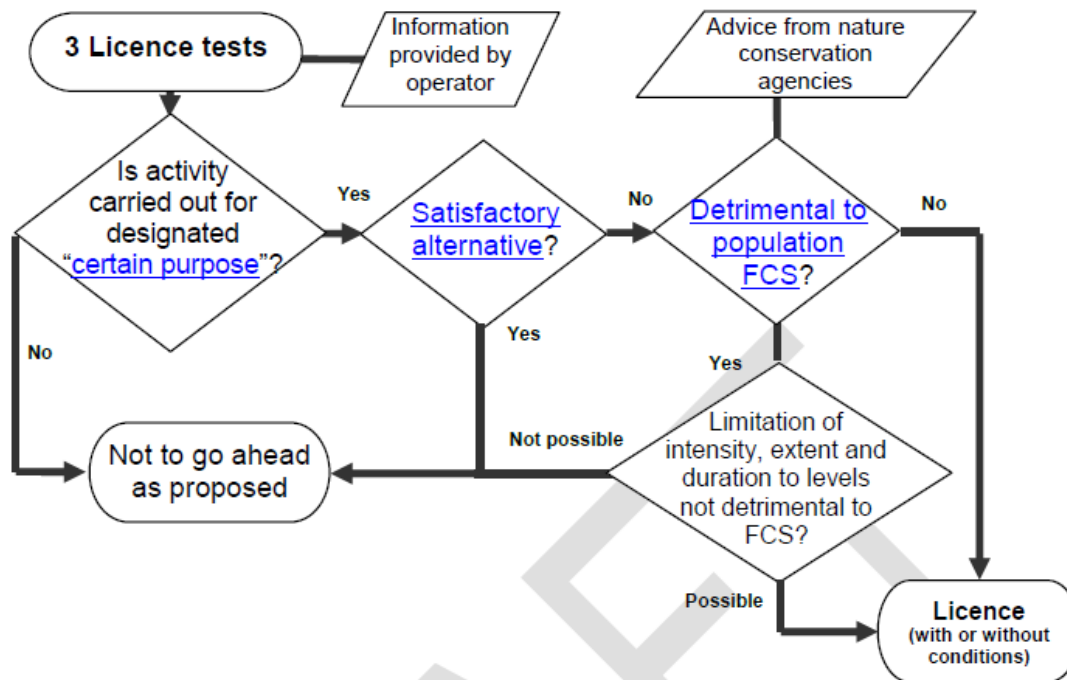 3 Licence tests
Information
provided by
operator
Advice from nature
conservation
agencies
Is activity
carried out for
designated
“certain purpose”?
Yes
Satisfactory
alternative?
No
Detrimental to
population
FCS?
No
No
Yes
Yes
Not to go ahead
as proposed
Not possible
Limitation of
intensity, extent and
duration to levels
not detrimental to
FCS?
Possible
Licence
(with or without
conditions)